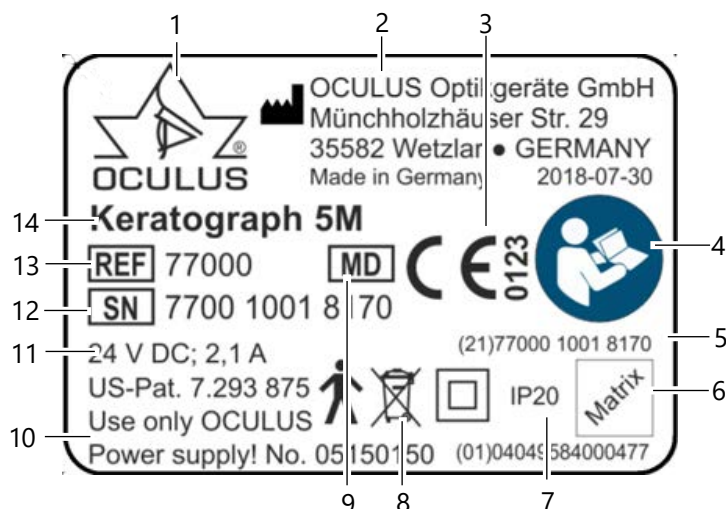 1
2
3
OCULUS
®
OCULUS Optikgeräte GmbH
Münchholzhäuser Str. 29
35582 Wetzlar ● GERMANY
Made in Germany 2018-07-30
14
Keratograph 5M
4
13
REF 77000
MD
CE 0123
12
SN 7700 1001 8170
5
(21)77000 1001 8170
11
24 V DC; 2,1 A
US-Pat. 7.293 875
IP20
Matrix
6
Use only OCULUS
10
Power supply! No. 05150150
(01)04049584000477
9
8
7